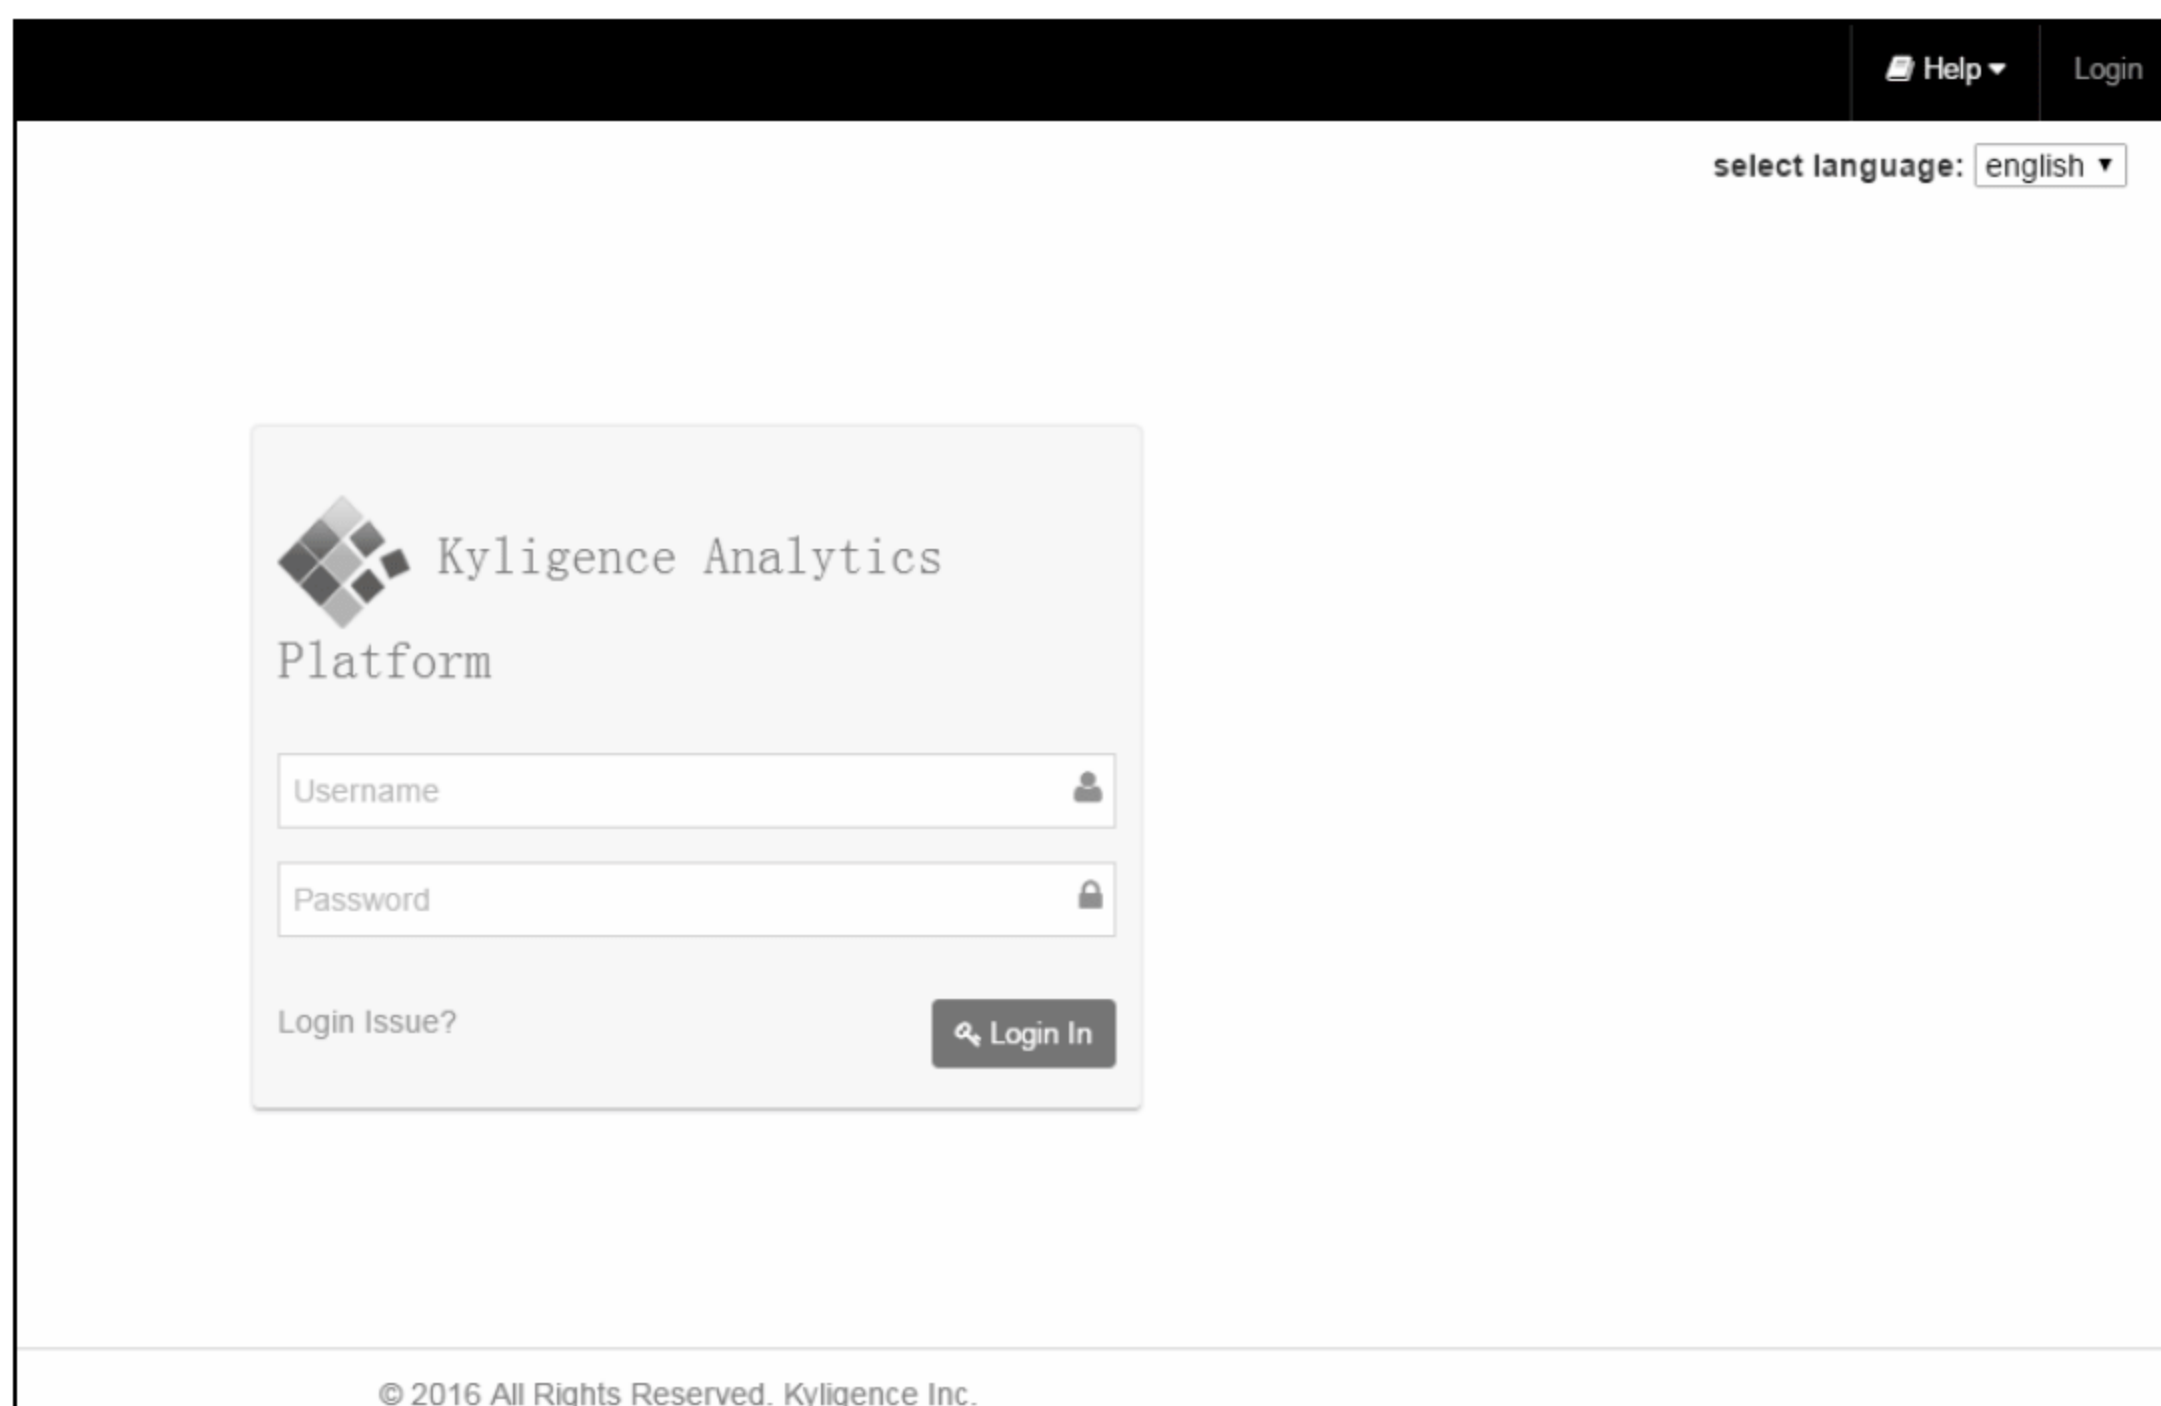 Help Login
select language: english
Kyligence Analytics
Platform
Username
Password
Login Issue? Login In
© 2016 All Rights Reserved. Kyligence Inc.